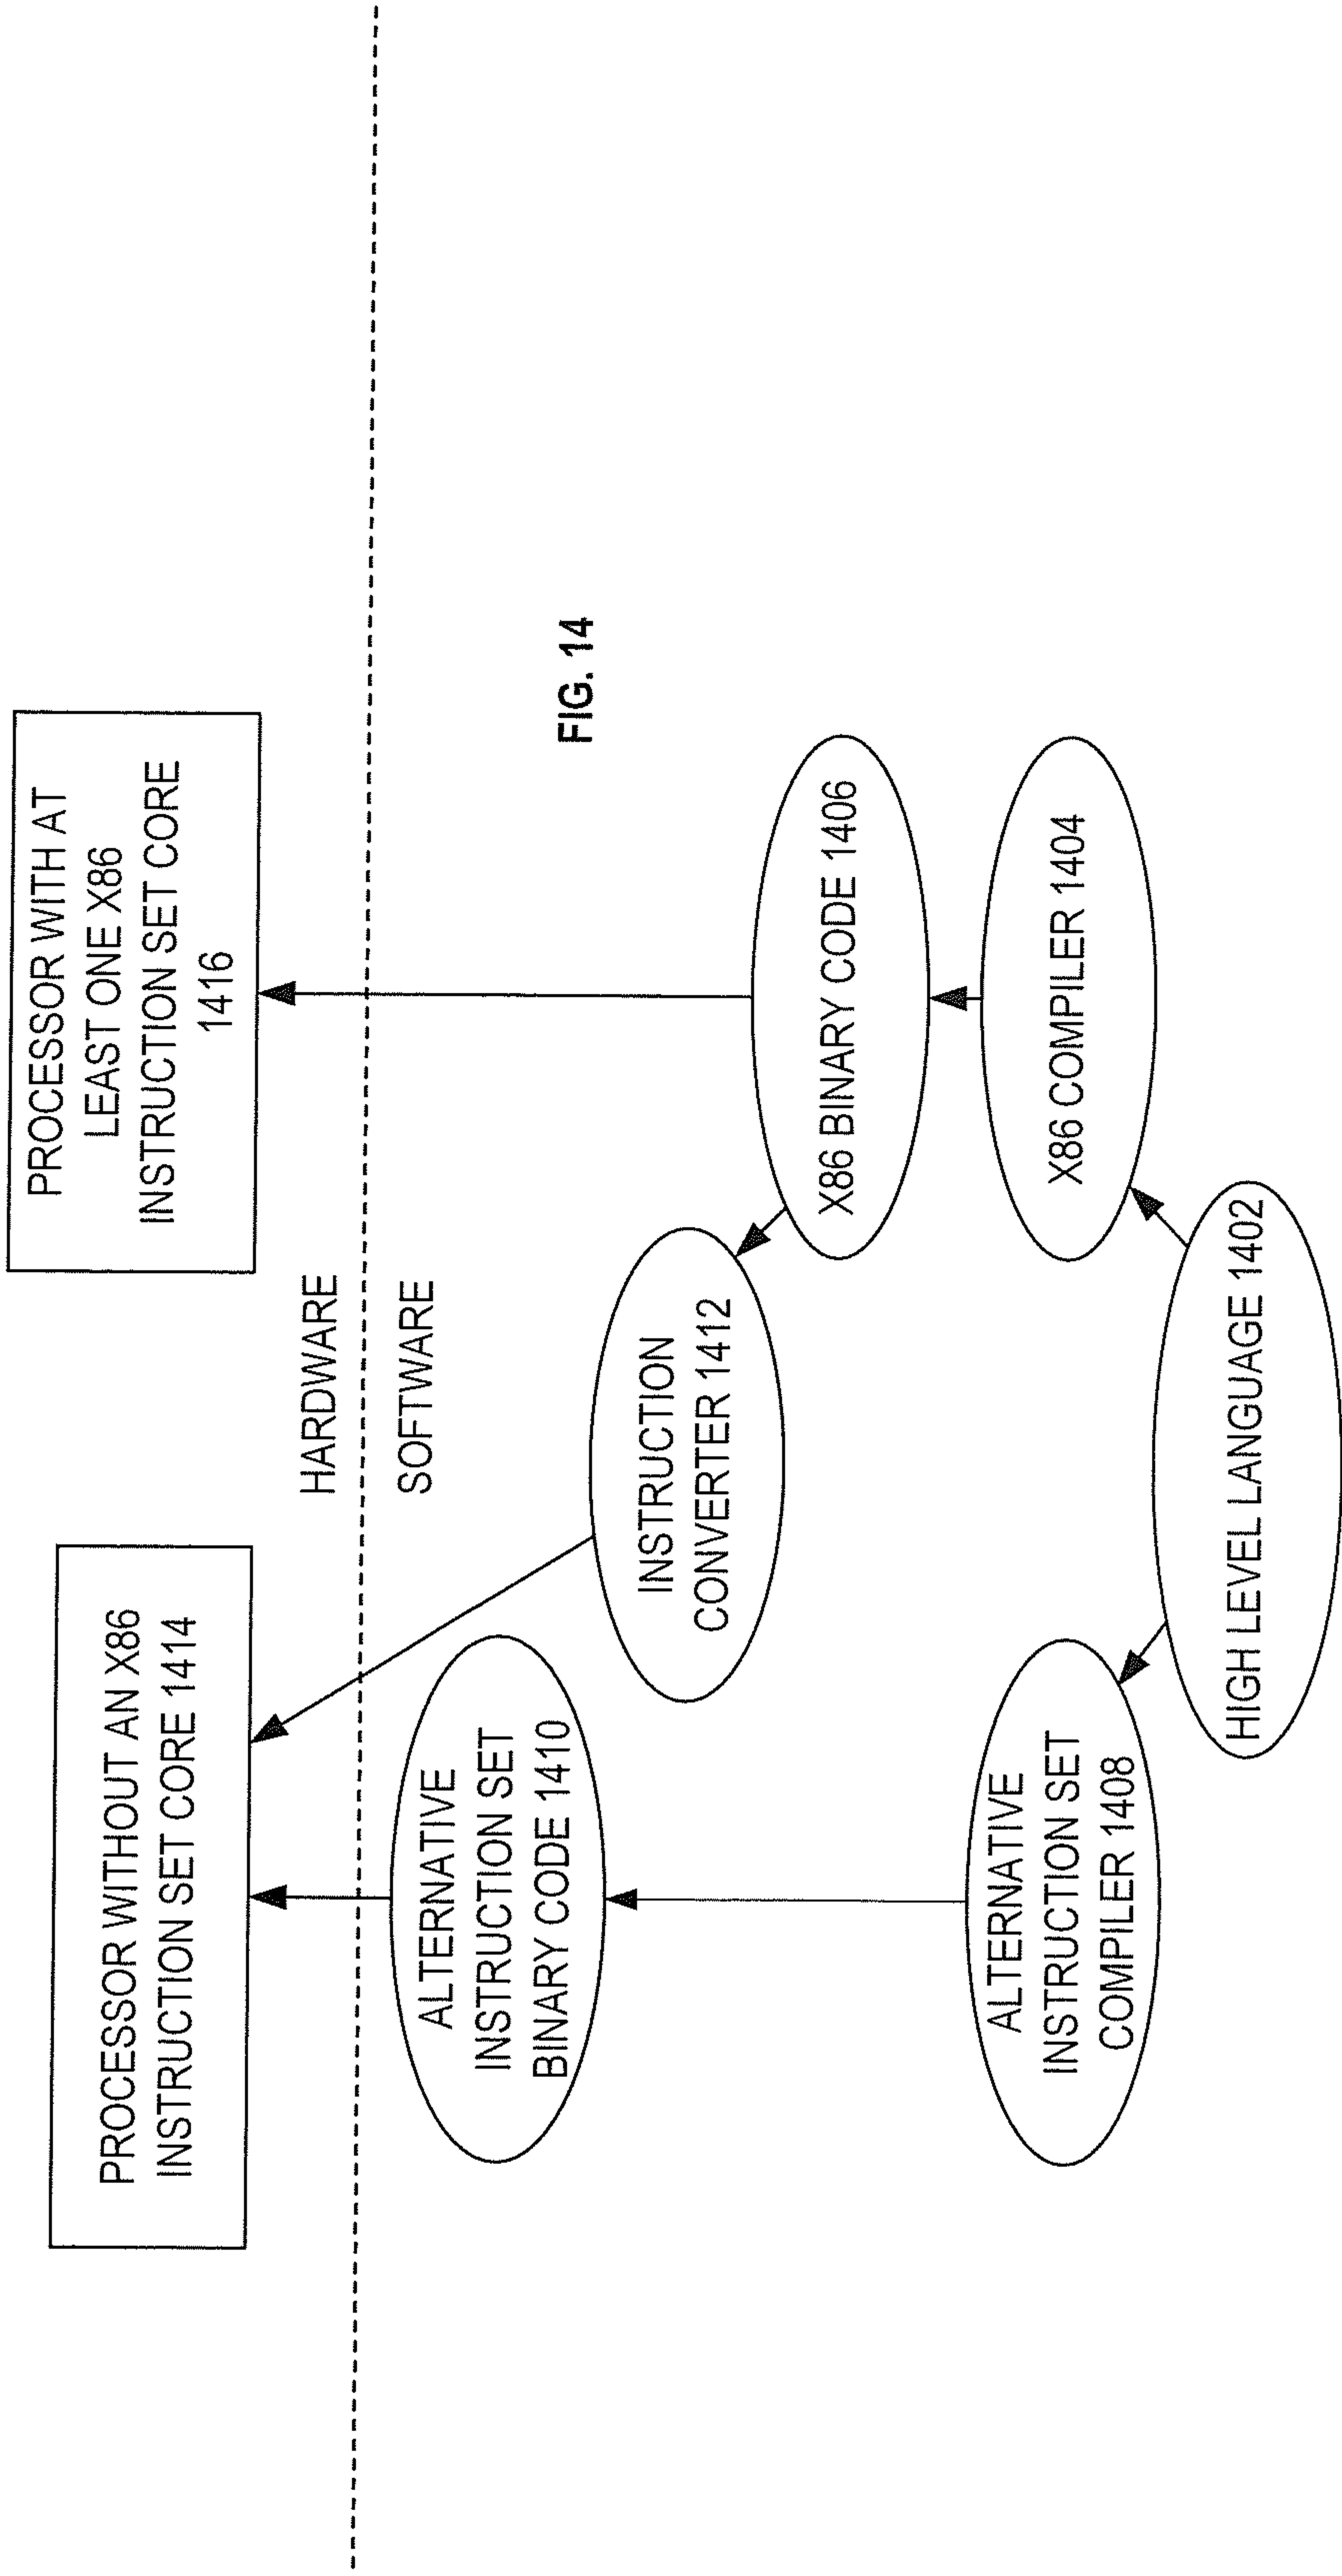 PROCESSOR WITHOUT AN X86
INSTRUCTION SET CORE 1414
PROCESSOR WITH AT
LEAST ONE X86
INSTRUCTION SET CORE
1416
HARDWARE
SOFTWARE
ALTERNATIVE
INSTRUCTION SET
BINARY CODE 1410
INSTRUCTION
CONVERTER 1412
FIG. 14
X86 BINARY CODE 1406
ALTERNATIVE
INSTRUCTION SET
COMPILER 1408
X86 COMPILER 1404
HIGH LEVEL LANGUAGE 1402